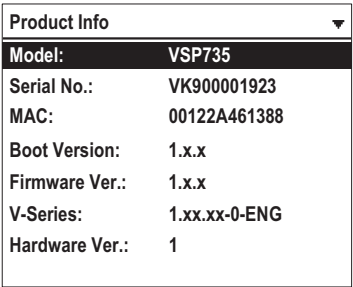 Product Info
Model: VSP735
Serial No.: VK900001923
MAC: 00122A461388
Boot Version: 1.x.x
Firmware Ver.: 1.x.x
V-Series: 1.xx.xx-0-ENG
Hardware Ver.: 1